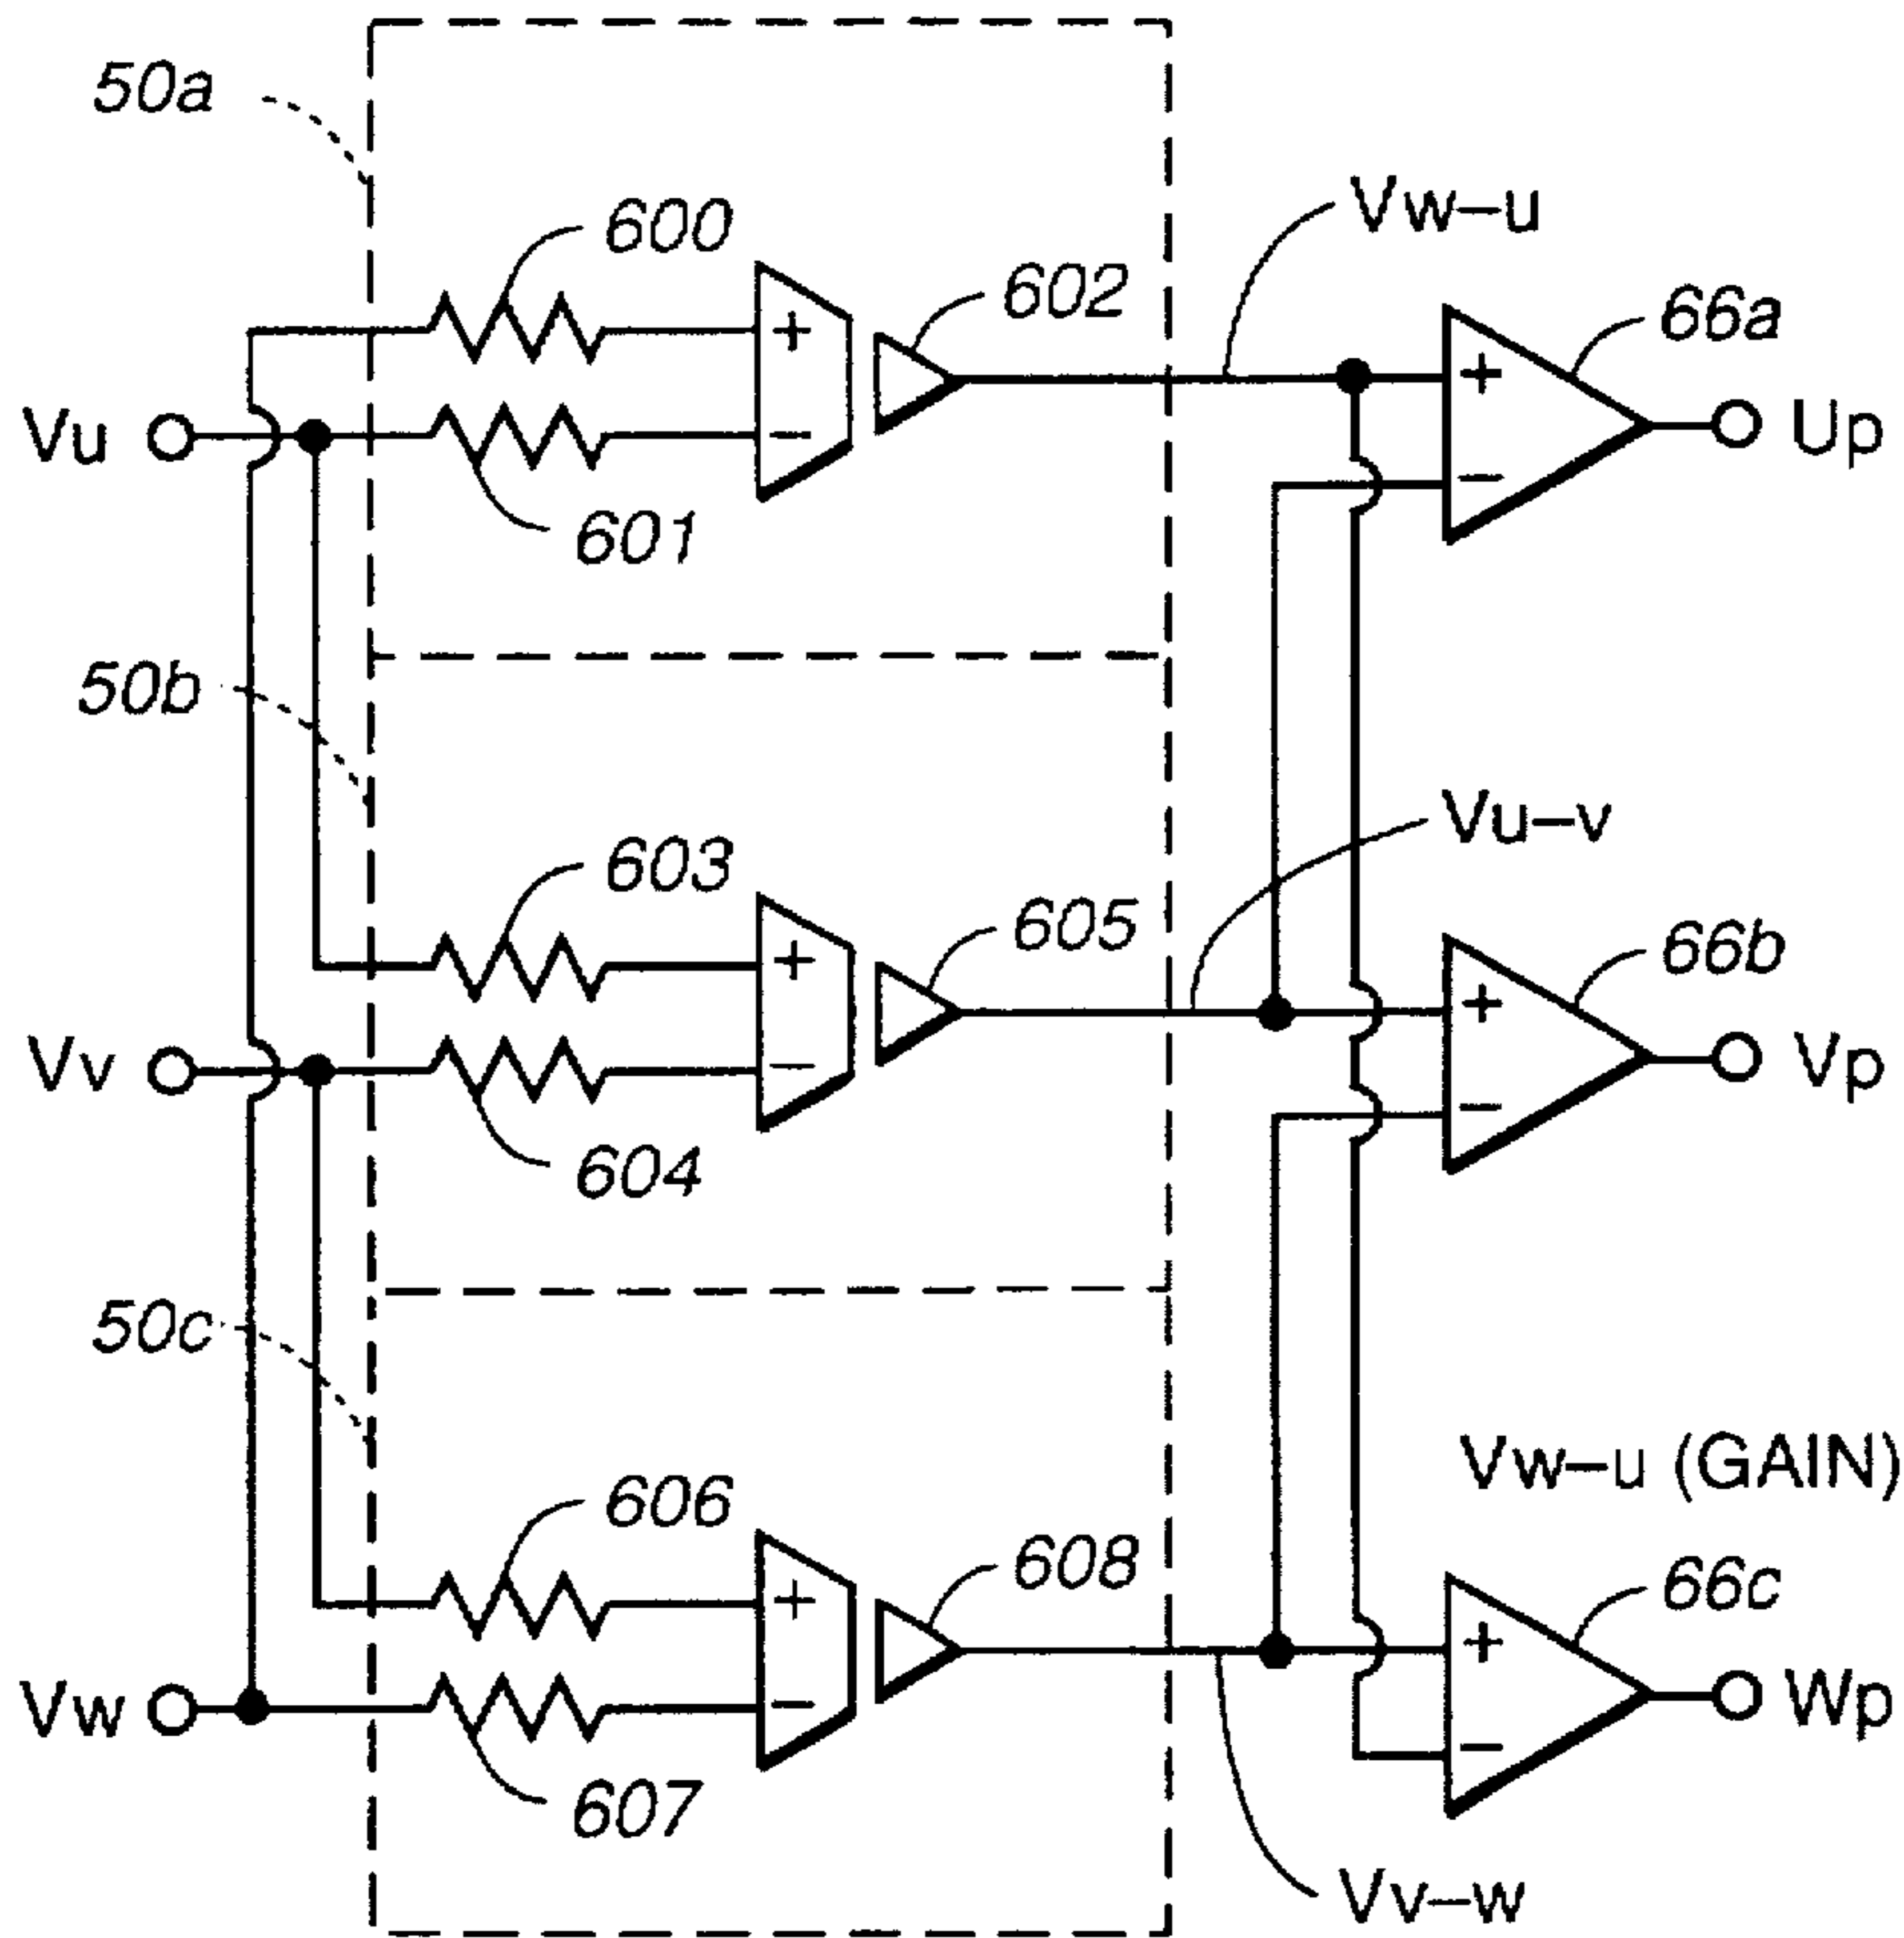 50a
600
Vw–u
602
66a
+
+
Vu
–
–
Up
601
50b
Vu–v
603
605
66b
+
+
Vv
–
–
Vp
604
50c
Vw–u (GAIN)
606
608
66c
+
+
Vw
–
–
Wp
607
Vv–w